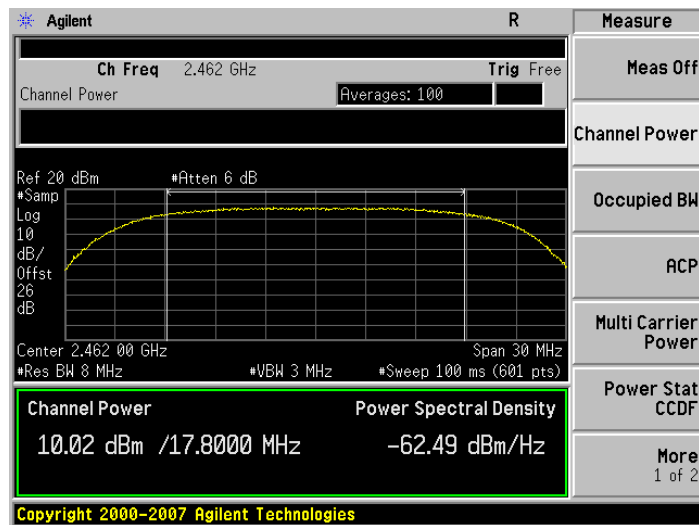 Agilent R Measure
Ch Freq 2.462 GHz Trig Free
Channel Power Averages: 100
Meas Off
Channel Power
Occupied BW
ACP
Multi Carrier
Power
Power Stat
CCDF
More
1 of 2
Ref 20 dBm #Atten 6 dB
#Samp
Log
10
dB/
Offst
26
dB
Center 2.462 00 GHz Span 30 MHz
#Res BW 8 MHz #VBW 3 MHz #Sweep 100 ms (601 pts)
Channel Power Power Spectral Density
10.02 dBm /17.8000 MHz -62.49 dBm/Hz
Copyright 2000-2007 Agilent Technologies